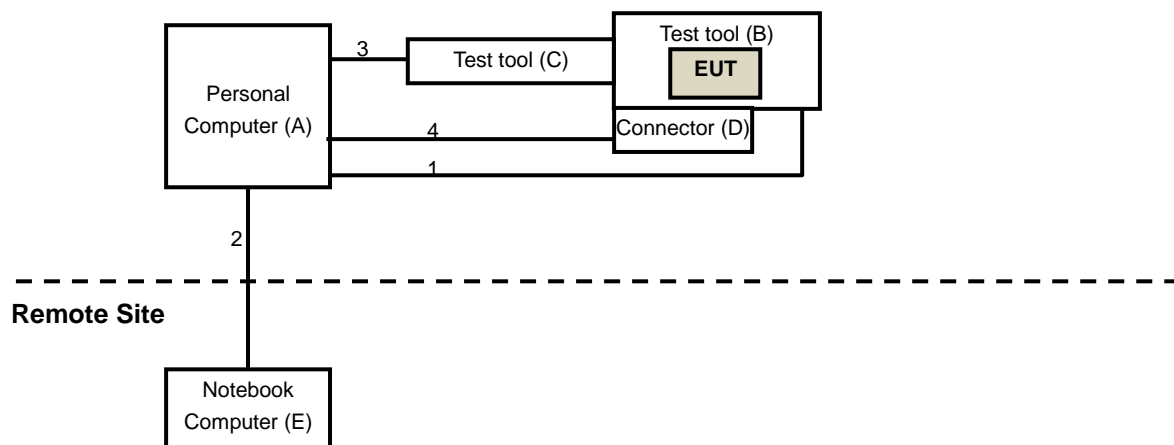 Test tool (B)
EUT
3
Test tool (C)
Personal
Computer (A)
4
Connector (D)
1
2
Remote Site
Notebook
Computer (E)